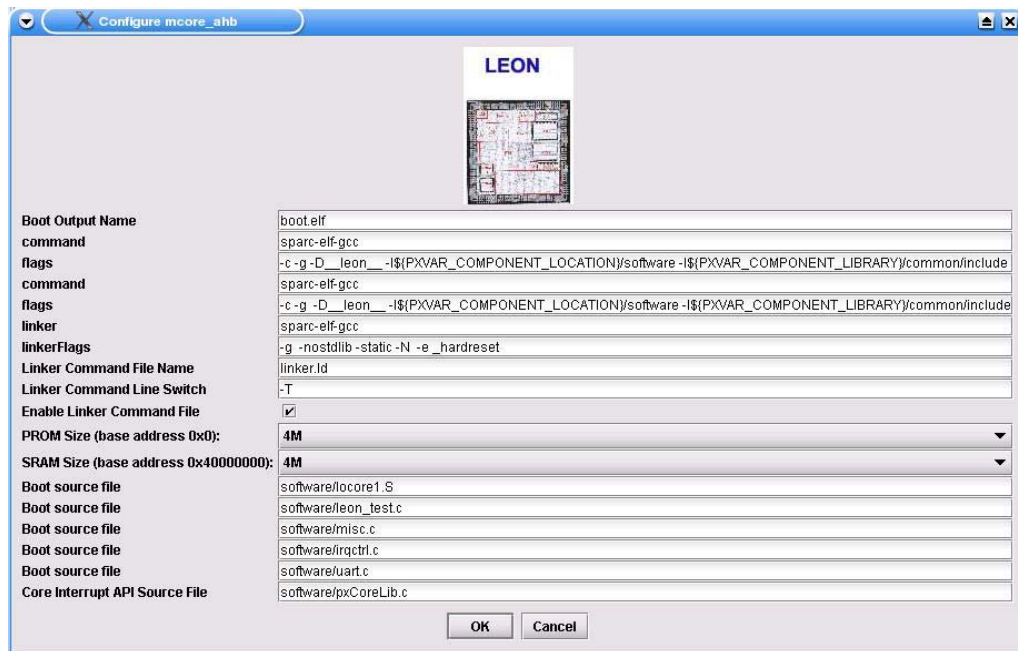 Configure mcore_ahb
LEON
Boot Output Name boot.elf
command sparc-elf-gcc
flags -c -g -D__leon__ -I${PXVAR_COMPONENT_LOCATION}/software -I${PXVAR_COMPONENT_LIBRARY}/common/include
command sparc-elf-gcc
flags -c -g -D__leon__ -I${PXVAR_COMPONENT_LOCATION}/software -I${PXVAR_COMPONENT_LIBRARY}/common/include
linker sparc-elf-gcc
linkerFlags -g -nostdlib -static -N -e _hardreset
Linker Command File Name linker.ld
Linker Command Line Switch -T
Enable Linker Command File
PROM Size (base address 0x0): 4M
SRAM Size (base address 0x40000000): 4M
Boot source file software/locore1.S
Boot source file software/leon_test.c
Boot source file software/misc.c
Boot source file software/irqctrl.c
Boot source file software/uart.c
Core Interrupt API Source File software/pxCoreLib.c
OK Cancel